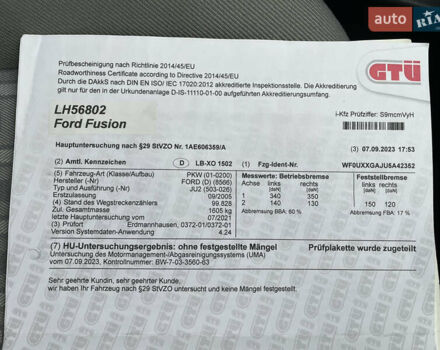 auto RIA
Prüfbescheinigung nach Richtlinie 2014/45/EU
Roadworthiness Certificate according to Directive 2014/45/EU
Durch die DAkkS nach DIN EN ISO/ IEC 17020:2012 akkreditierte Inspektionsstelle. Die Akkreditierung
gilt nur für den in der Urkundenanlage D-IS-11110-01-00 aufgeführten Akkreditierungsumfang.
GTÜ
LH56802
Ford Fusion
i-Kfz Prüfziffer: S9mcmVyH
Hauptuntersuchung nach §29 StVZO Nr. 1AE606359/A
(3) 07.09.2023 17:53
(2) Amtl. Kennzeichen D LB-XO 1502 (1) Fzg-Ident-Nr. WF0UXXGAJU5A42352
(5) Fahrzeug-Art (Klasse/Aufbau) PKW (01-0200)
Hersteller (-Nr) FORD (D) (8566)
Typ und Ausführung (-Nr) JU2 (503-026)
Erstzulassung 09/2005
(4) Stand des Wegstreckenzählers 99.828
Zul. Gesamtmasse 1605 kg
letzte Hauptuntersuchung vom 07/2021
(3) Prüfort Erdmannhausen, 0372-01/0372-01
Version Systemdaten-Anwendung 4.24
Messwerte: Betriebsbremse Feststellbremse
Achse links rechts links rechts
[daN] [daN] [daN] [daN]
1 340 350
2 140 130 150 120
Abbremsung BBA: 60 % Abbremsung FBA: 17 %
(7) HU-Untersuchungsergebnis: ohne festgestellte Mängel Prüfplakette wurde zugeteilt
Untersuchung des Motormanagement-/Abgasreinigungssystems (UMA)
vom 07.09.2023, Kontrollnummer: BW-7-03-3560-63
Sehr geehrte Kundin, sehr geehrter Kunde,
wir haben Ihr Fahrzeug nach §29 StVZO untersucht und keine Mängel festgestellt.